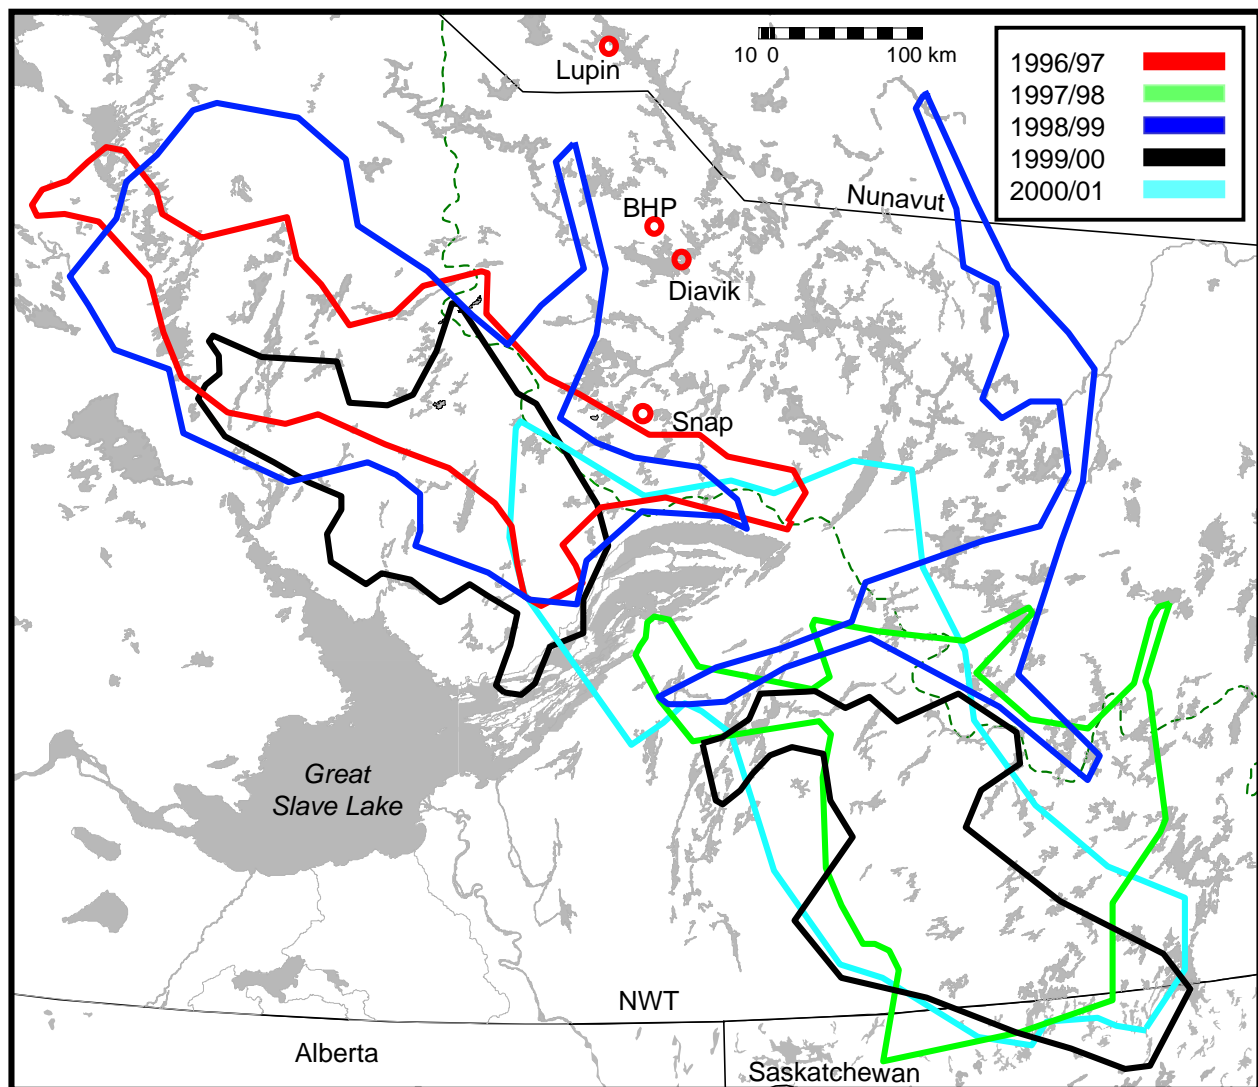 Lupin
10 0 100 km
1996/97
1997/98
1998/99
1999/00
2000/01
Nunavut
BHP
Diavik
Snap
Great
Slave Lake
NWT
Alberta
Saskatchewan